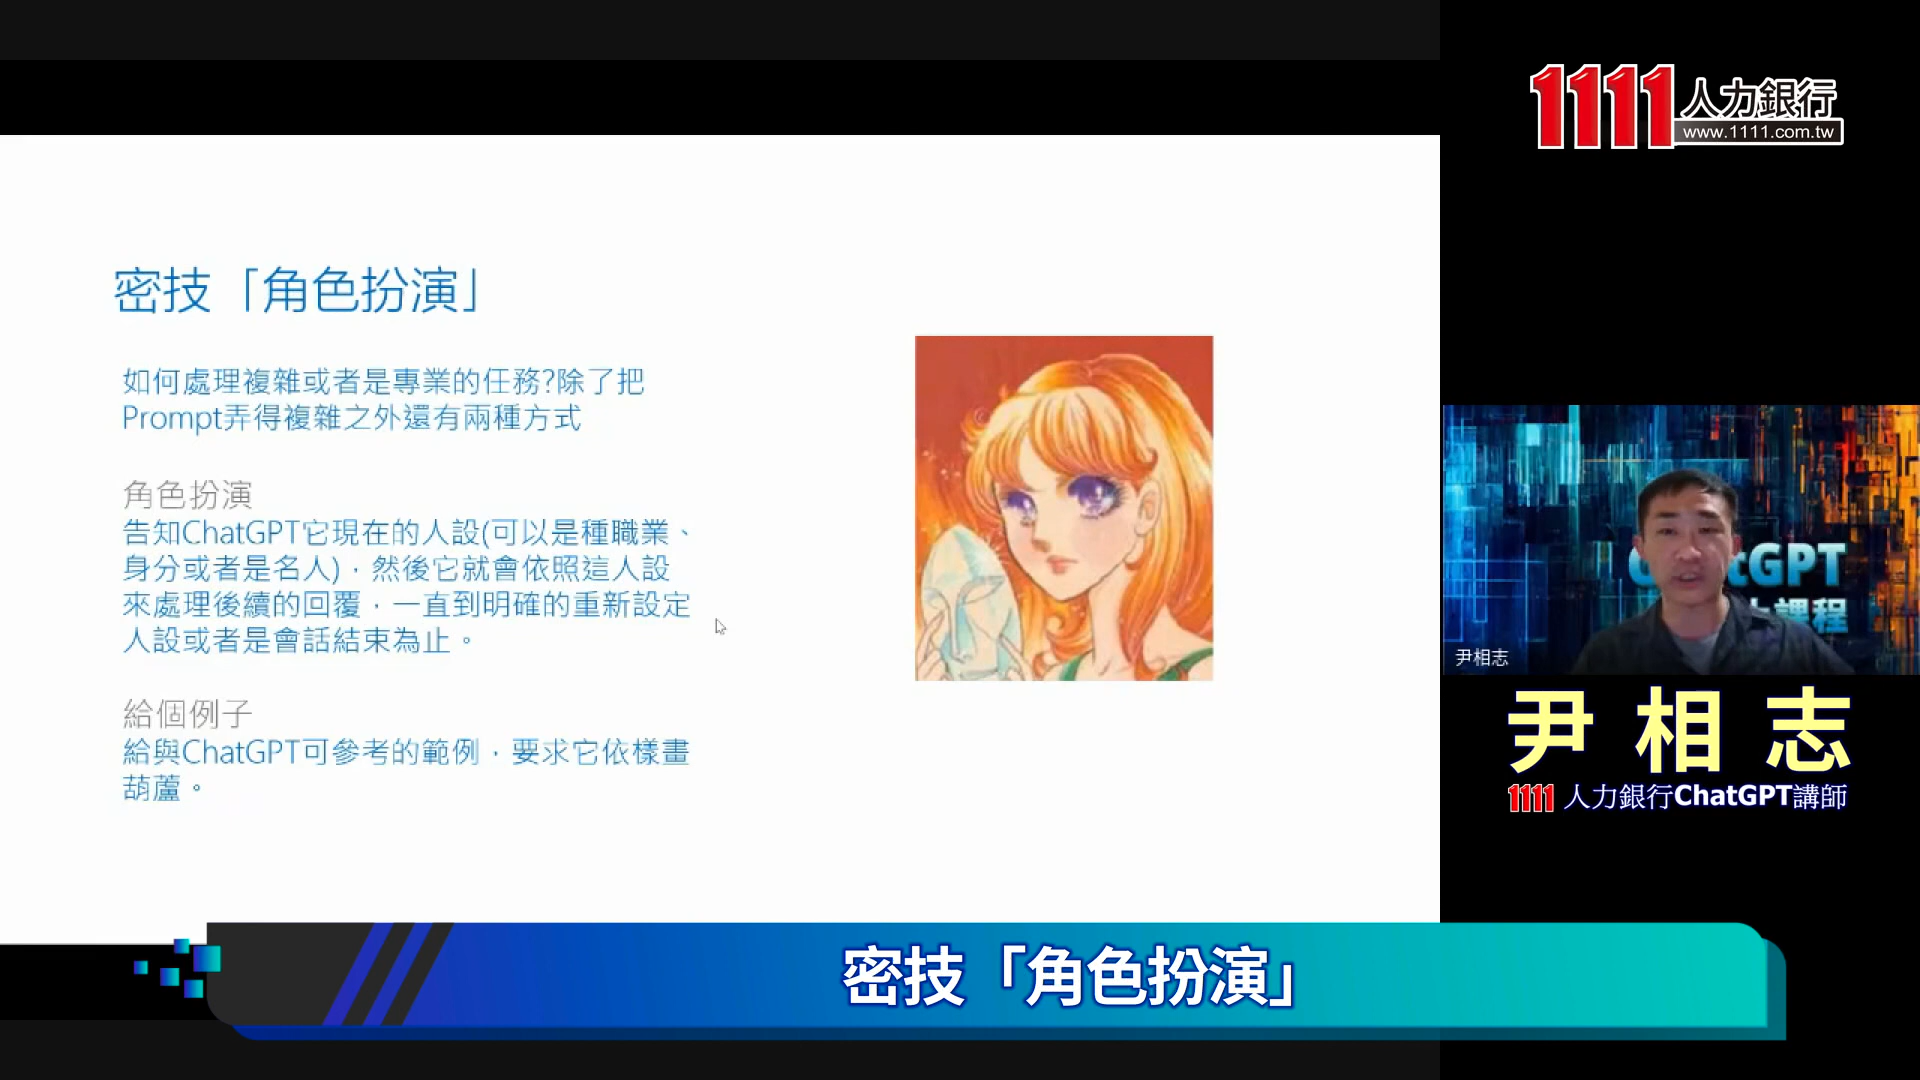 密技「角色扮演」
如何處理複雜或者是專業的任務?除了把
Prompt弄得複雜之外還有兩種方式
角色扮演
告知ChatGPT它現在的人設(可以是種職業、
身分或者是名人)，然後它就會依照這人設
來處理後續的回覆，一直到明確的重新設定
人設或者是會話結束為止。
給個例子
給與ChatGPT可參考的範例，要求它依樣畫
葫蘆。
1111人力銀行
www.1111.com.tw
tGPT
課程
尹相志
尹相志
1111人力銀行ChatGPT講師
密技「角色扮演」